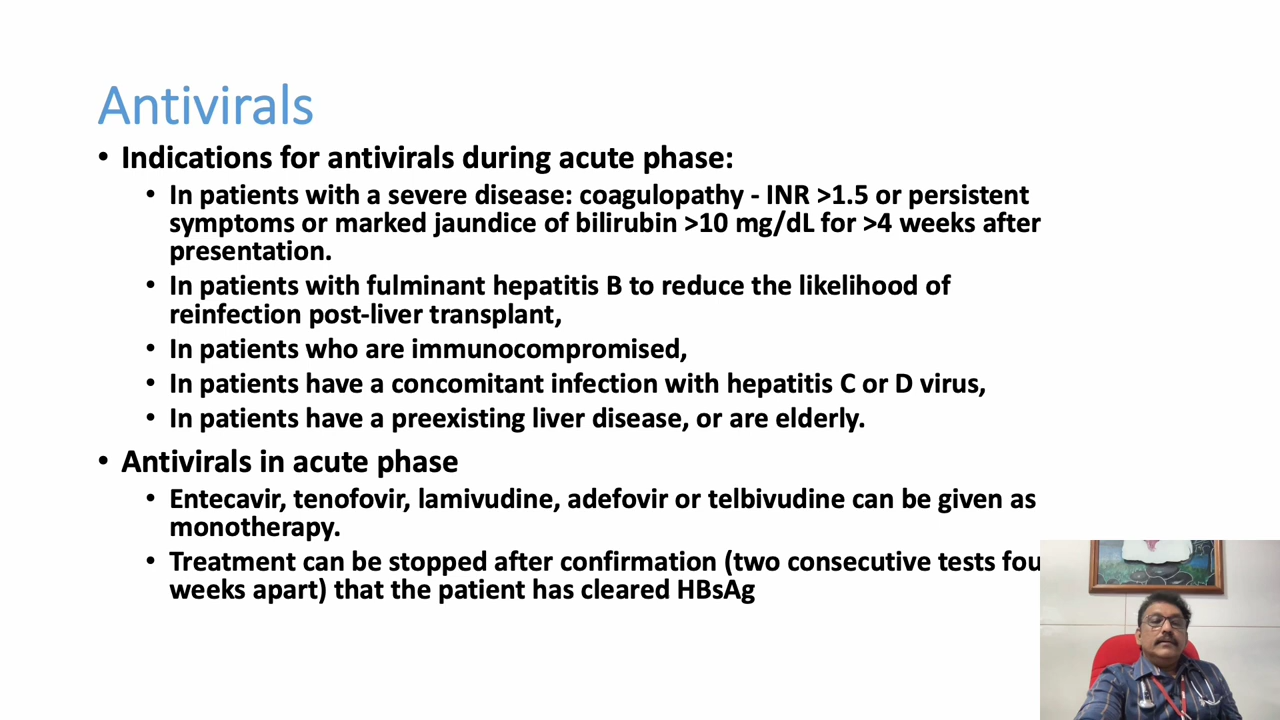 Antivirals
• Indications for antivirals during acute phase:
• In patients with a severe disease: coagulopathy - INR >1.5 or persistent
symptoms or marked jaundice of bilirubin >10 mg/dL for >4 weeks after
presentation.
• In patients with fulminant hepatitis B to reduce the likelihood of
reinfection post-liver transplant,
• In patients who are immunocompromised,
• In patients have a concomitant infection with hepatitis C or D virus,
• In patients have a preexisting liver disease, or are elderly.
• Antivirals in acute phase
• Entecavir, tenofovir, lamivudine, adefovir or telbivudine can be given as
monotherapy.
• Treatment can be stopped after confirmation (two consecutive tests fou
weeks apart) that the patient has cleared HBsAg